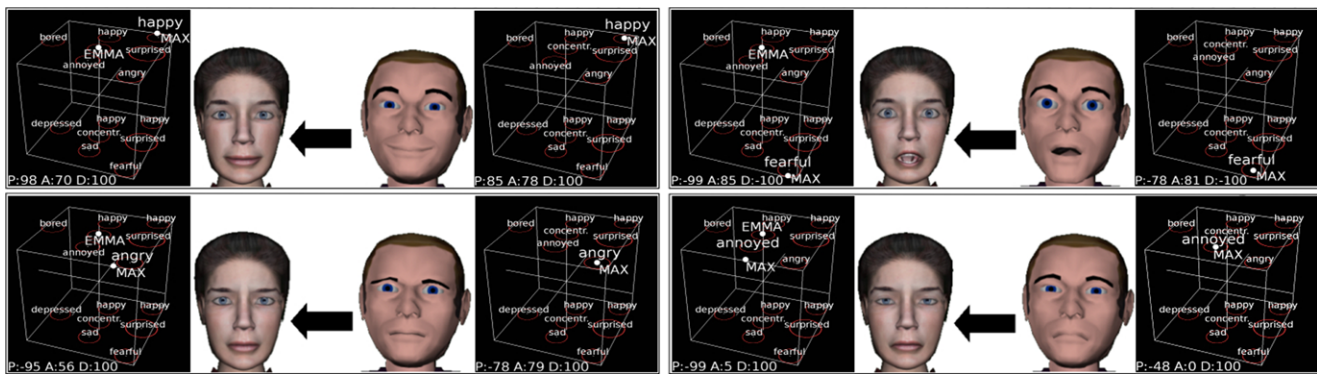 happy
bored
happy
MAX
EMMA
surprised
annoyed
angry
depressed
happy
happy
concentr.
surprised
sad
fearful
P:98 A:70 D:100
happy
bored
happy
MAX
concentr.
surprised
annoyed
angry
depressed
happy
happy
concentr.
surprised
sad
fearful
P:85 A:78 D:100
bored
happy
happy
EMMA
surprised
annoyed
angry
depressed
happy
happy
concentr.
surprised
sad
fearful
MAX
P:-99 A:85 D:-100
bored
happy
happy
concentr.
surprised
annoyed
angry
depressed
happy
happy
concentr.
surprised
sad
fearful
MAX
P:-78 A:81 D:-100
bored
happy
happy
EMMA
surprised
annoyed
angry
MAX
depressed
happy
happy
concentr.
surprised
sad
fearful
P:-95 A:56 D:100
bored
happy
happy
concentr.
surprised
annoyed
angry
MAX
depressed
happy
happy
concentr.
surprised
sad
fearful
P:-78 A:79 D:100
bored
happy
happy
EMMA
surprised
annoyed
MAX
angry
depressed
happy
happy
concentr.
surprised
sad
fearful
P:-99 A:5 D:100
bored
happy
happy
concentr.
surprised
annoyed
MAX
angry
depressed
happy
happy
concentr.
surprised
sad
fearful
P:-48 A:0 D:100